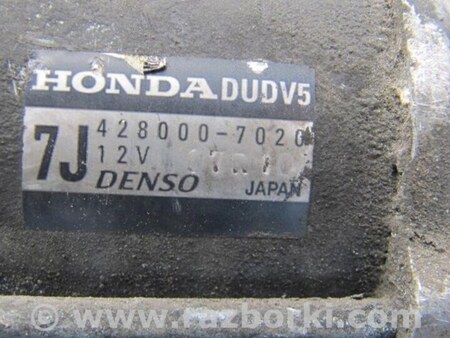 HONDA DUDV5
7J 428000-7020
12V
DENSO JAPAN
www.razborki.com